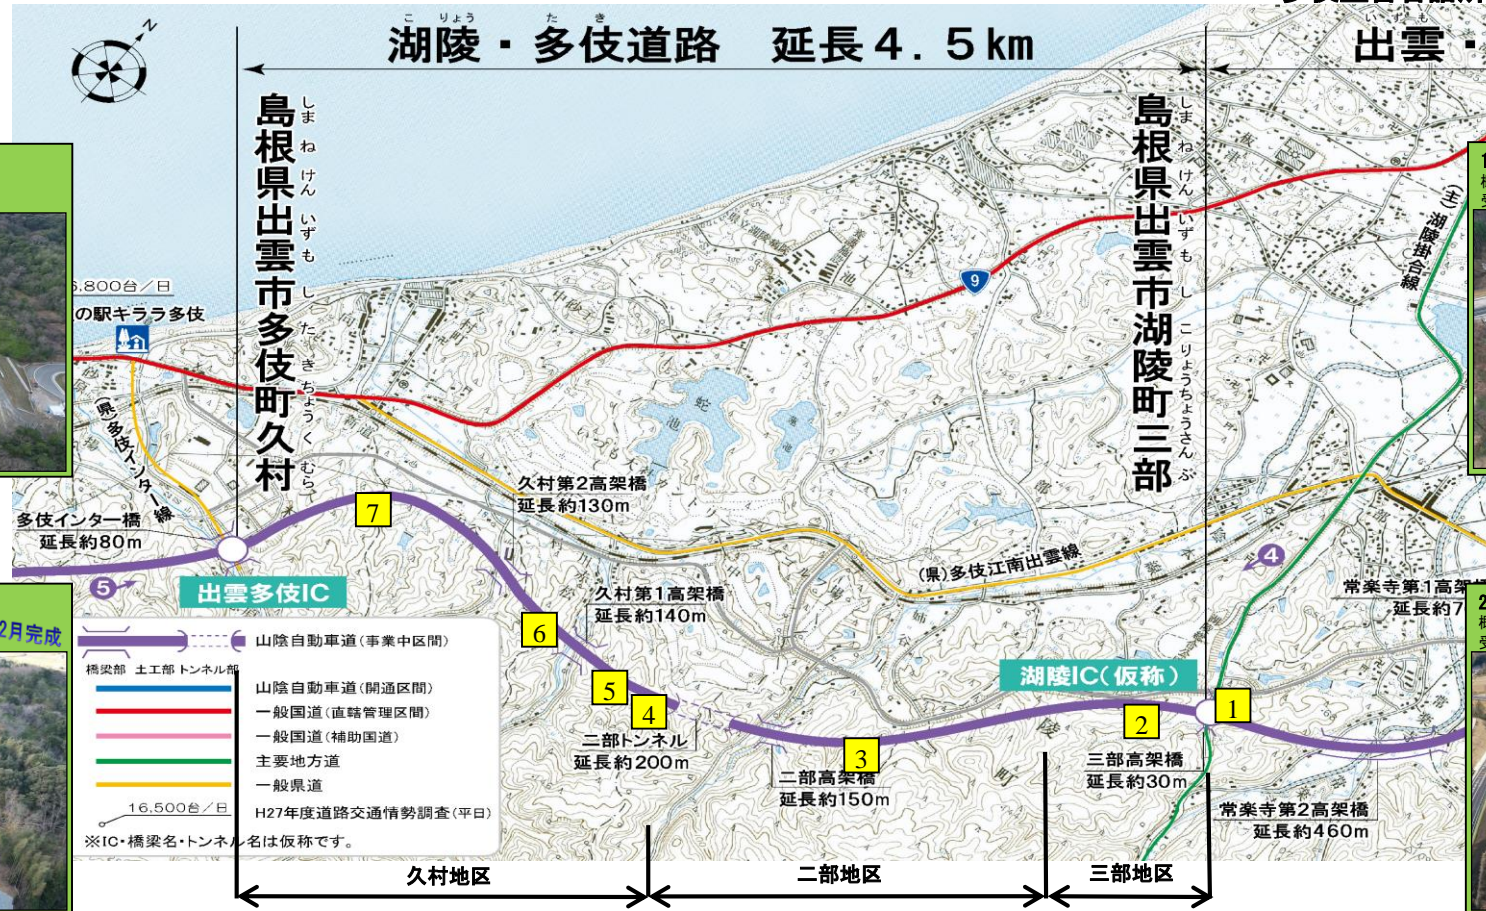 湖陵・多伎道路 延長4.5km
こ りょう た き
出雲・
いずも
N
島根県出雲市多伎町久村
しまねけんいずもしたきちょうくむら
島根県出雲市湖陵町三部
しまねけんいずもしこりょうちょうさんぶ
(主)湖陵掛合線
9
6,800台/日
の駅キララ多伎
(県)多伎インター線
蛇池
久村第2高架橋
延長約130m
7
多伎インター橋
延長約80m
5
出雲多伎IC
(県)多伎江南出雲線
4
常楽寺第1高架橋
延長約7
久村第1高架橋
延長約140m
6
5
4
二部トンネル
延長約200m
3
二部高架橋
延長約150m
湖陵IC(仮称)
2
1
三部高架橋
延長約30m
常楽寺第2高架橋
延長約460m
2月完成
山陰自動車道(事業中区間)
橋梁部 土工部 トンネル部
山陰自動車道(開通区間)
一般国道(直轄管理区間)
一般国道(補助国道)
主要地方道
一般県道
16,500台/日
H27年度道路交通情勢調査(平日)
※IC・橋梁名・トンネル名は仮称です。
久村地区
二部地区
三部地区